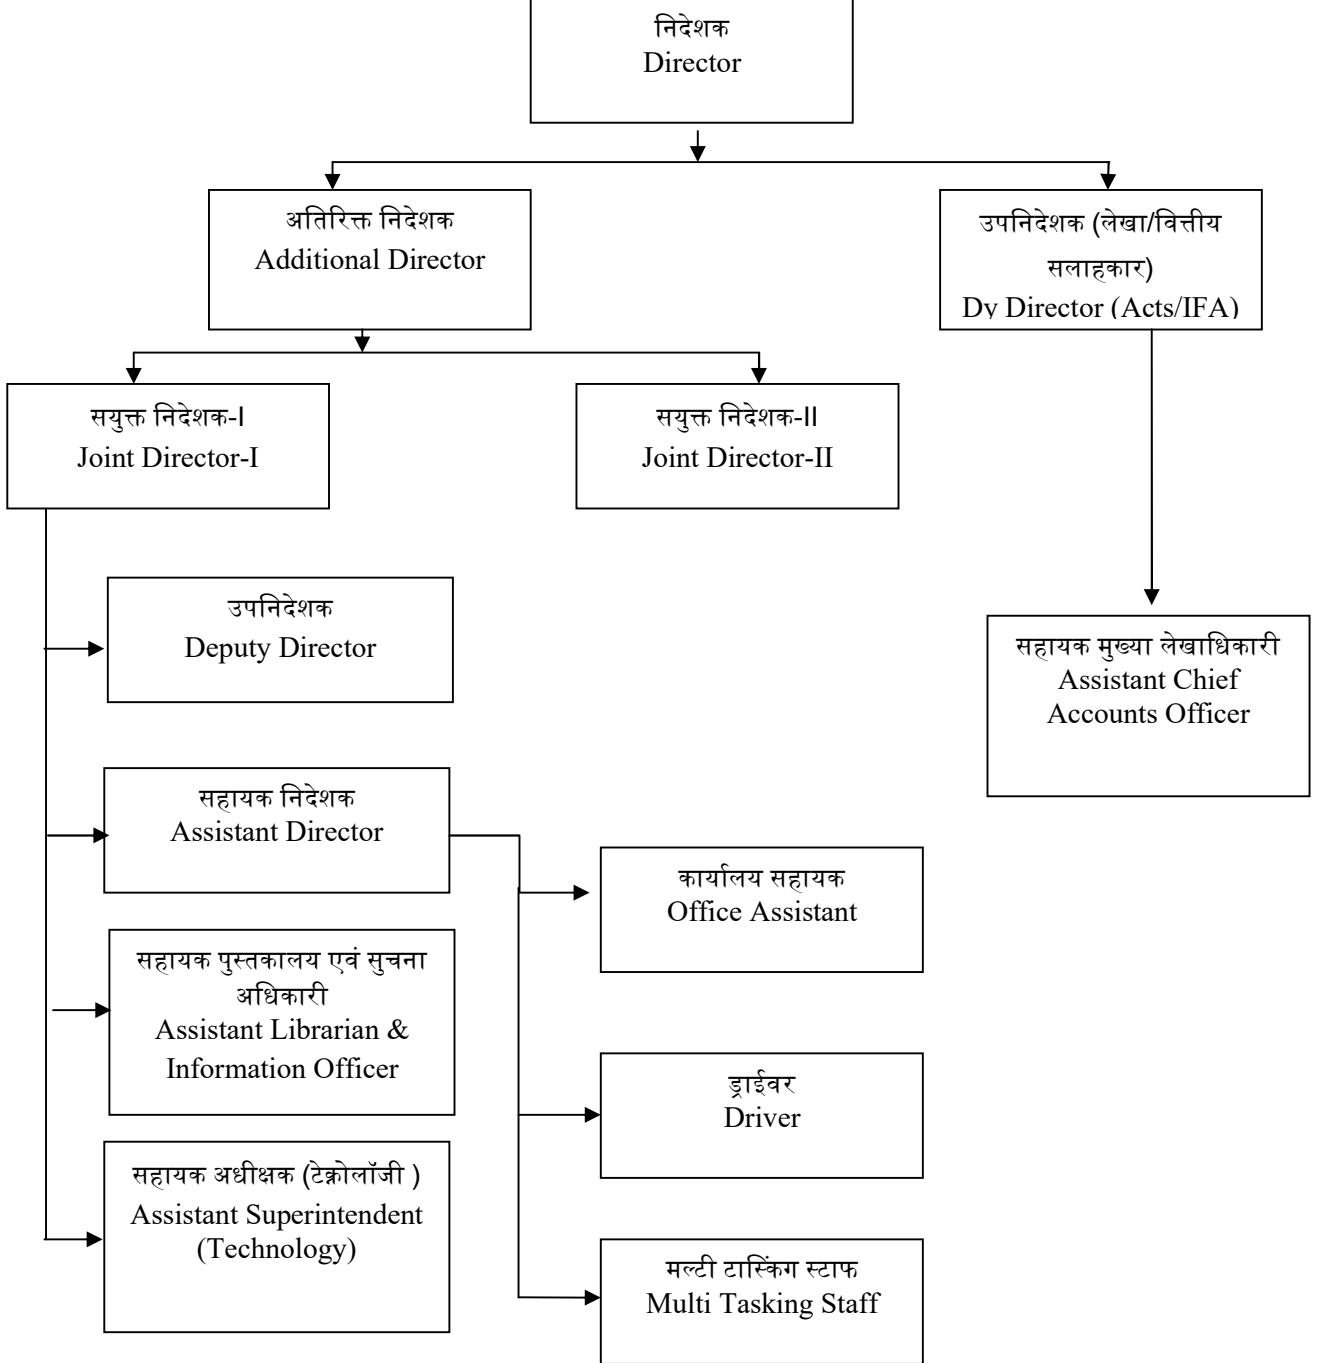 निदेशक
Director
अतिरिक्त निदेशक
Additional Director
उपनिदेशक (लेखा/वित्तीय
सलाहकार)
Dy Director (Acts/IFA)
सयुक्त निदेशक-I
Joint Director-I
सयुक्त निदेशक-II
Joint Director-II
उपनिदेशक
Deputy Director
सहायक मुख्या लेखाधिकारी
Assistant Chief
Accounts Officer
सहायक निदेशक
Assistant Director
कार्यालय सहायक
Office Assistant
सहायक पुस्तकालय एवं सुचना
अधिकारी
Assistant Librarian &
Information Officer
ड्राईवर
Driver
सहायक अधीक्षक (टेक्नोलॉजी )
Assistant Superintendent
(Technology)
मल्टी टास्किंग स्टाफ
Multi Tasking Staff